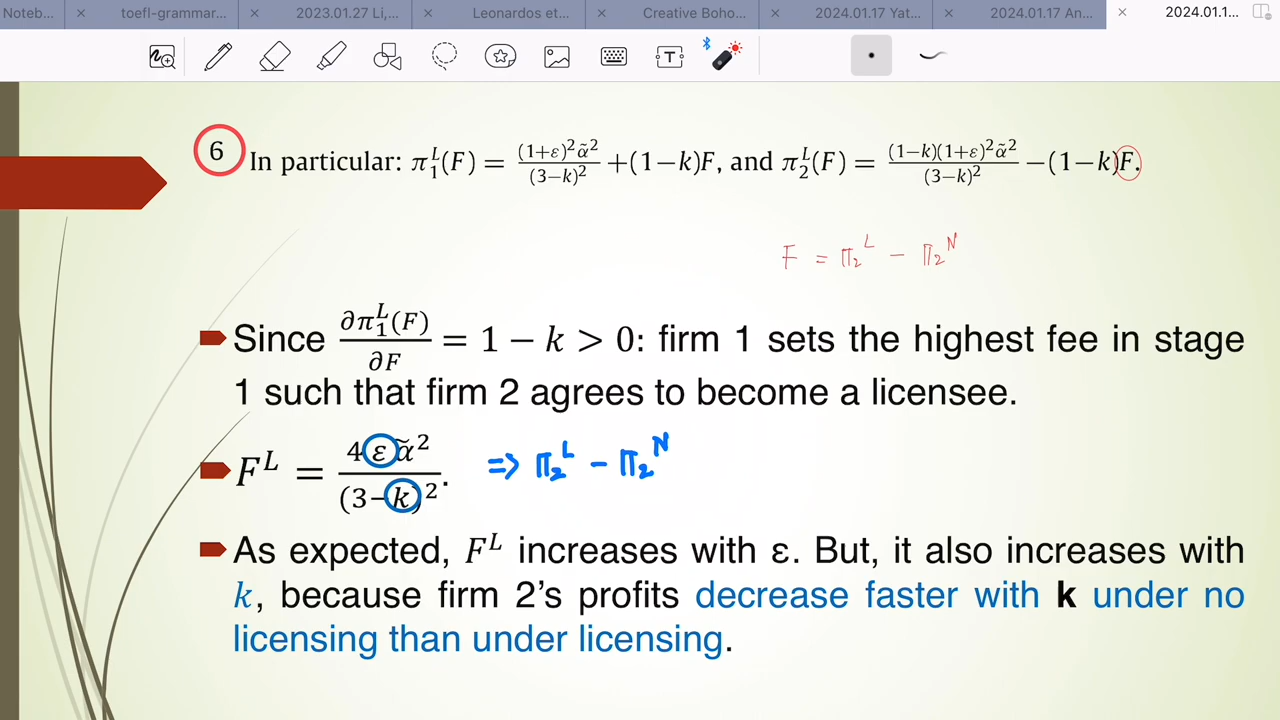 Noteb... × toefl-grammar... × 2023.01.27 Li,... × Leonardos et... × Creative Boho... × 2024.01.17 Yat... × 2024.01.17 An... × 2024.01.1...
T
6 In particular: π₁ᴸ(F) = (1+ε)²α̃²/(3−k)² +(1−k)F, and π₂ᴸ(F) = (1−k)(1+ε)²α̃²/(3−k)² −(1−k)F.
F = π₂ᴸ − π₂ᴺ
Since ∂π₁ᴸ(F)/∂F = 1 − k > 0: firm 1 sets the highest fee in stage
1 such that firm 2 agrees to become a licensee.
Fᴸ = 4εα̃²/(3−k)². => π₂ᴸ − π₂ᴺ
As expected, Fᴸ increases with ε. But, it also increases with
k, because firm 2’s profits decrease faster with k under no
licensing than under licensing.